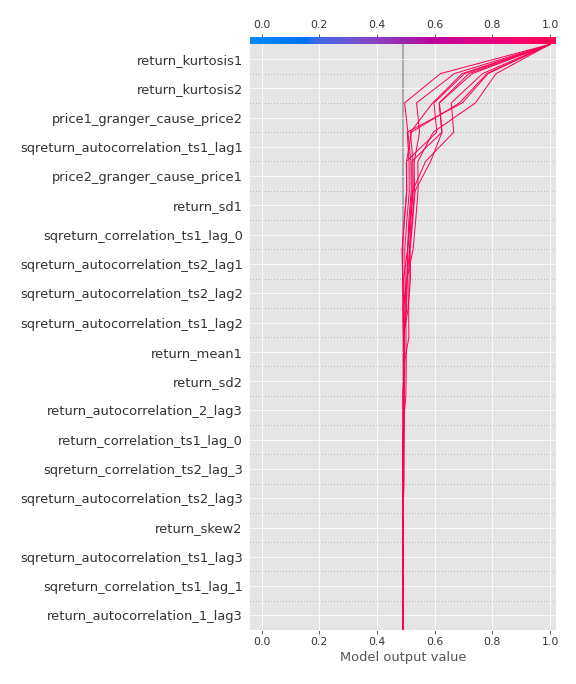 0.0 0.2 0.4 0.6 0.8 1.0
return_kurtosis1
return_kurtosis2
price1_granger_cause_price2
sqreturn_autocorrelation_ts1_lag1
price2_granger_cause_price1
return_sd1
sqreturn_correlation_ts1_lag_0
sqreturn_autocorrelation_ts2_lag1
sqreturn_autocorrelation_ts2_lag2
sqreturn_autocorrelation_ts1_lag2
return_mean1
return_sd2
return_autocorrelation_2_lag3
return_correlation_ts1_lag_0
sqreturn_correlation_ts2_lag_3
sqreturn_autocorrelation_ts2_lag3
return_skew2
sqreturn_autocorrelation_ts1_lag3
sqreturn_correlation_ts1_lag_1
return_autocorrelation_1_lag3
0.0 0.2 0.4 0.6 0.8 1.0
Model output value